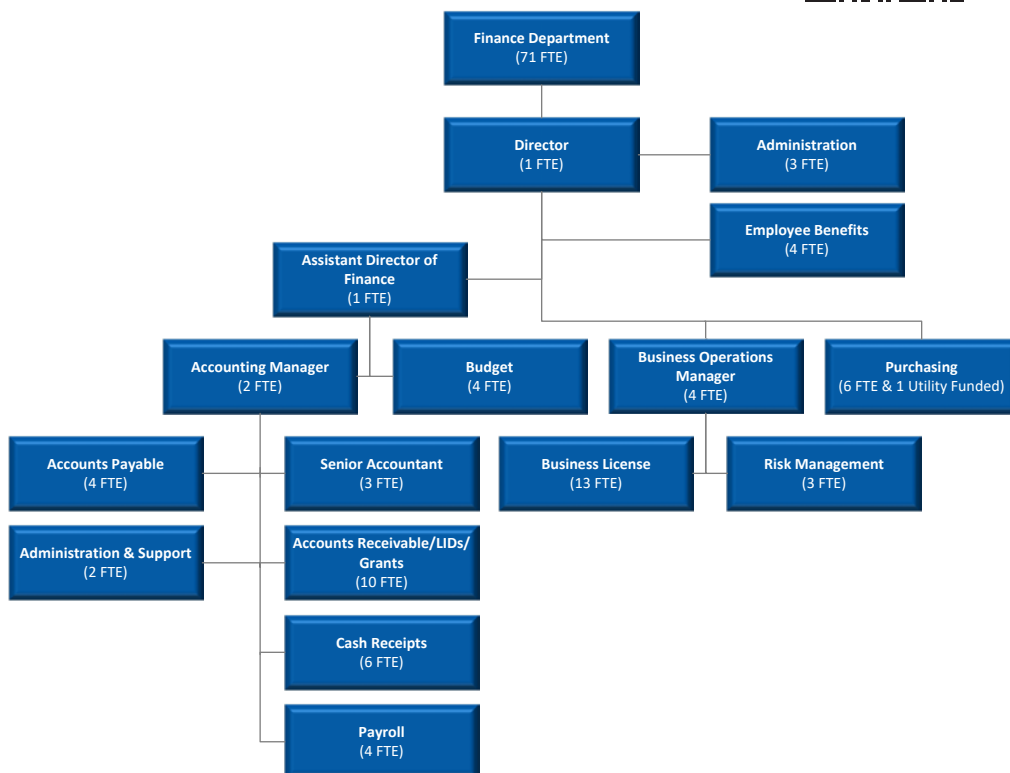 Finance Department
(71 FTE)
Director
(1 FTE)
Administration
(3 FTE)
Employee Benefits
(4 FTE)
Assistant Director of
Finance
(1 FTE)
Accounting Manager
(2 FTE)
Budget
(4 FTE)
Business Operations
Manager
(4 FTE)
Purchasing
(6 FTE & 1 Utility Funded)
Accounts Payable
(4 FTE)
Senior Accountant
(3 FTE)
Business License
(13 FTE)
Risk Management
(3 FTE)
Administration & Support
(2 FTE)
Accounts Receivable/LIDs/
Grants
(10 FTE)
Cash Receipts
(6 FTE)
Payroll
(4 FTE)